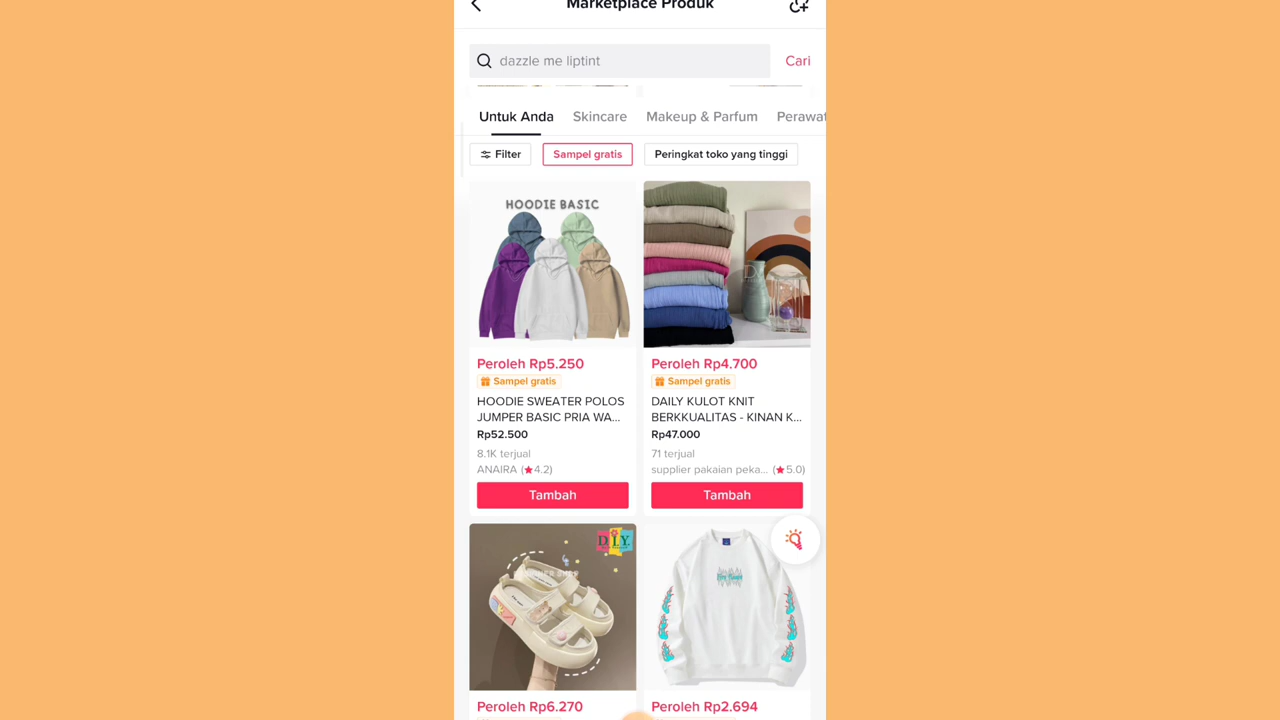 Marketplace Produk
dazzle me liptint
Cari
Untuk Anda Skincare Makeup & Parfum Perawat
Filter Sampel gratis Peringkat toko yang tinggi
HOODIE BASIC
Peroleh Rp5.250
Sampel gratis
HOODIE SWEATER POLOS
JUMPER BASIC PRIA WA...
Rp52.500
8.1K terjual
ANAIRA (★4.2)
Tambah
Peroleh Rp4.700
Sampel gratis
DAILY KULOT KNIT
BERKKUALITAS - KINAN K...
Rp47.000
71 terjual
supplier pakaian peka... (★5.0)
Tambah
D.I.Y.
Peroleh Rp6.270
Peroleh Rp2.694